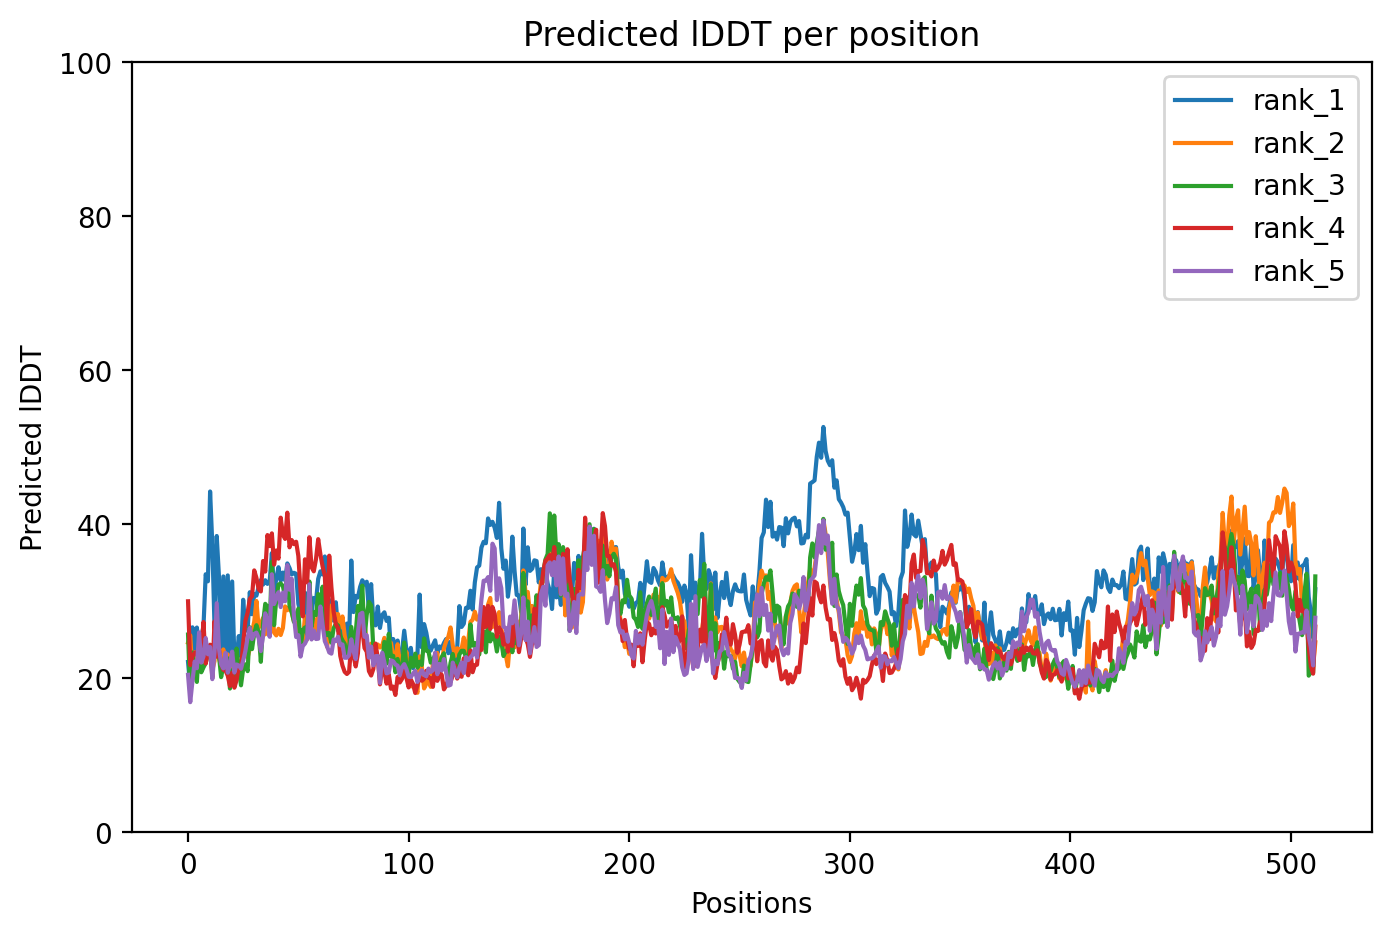 Predicted lDDT per position
100
80
60
40
20
0
Predicted lDDT
0 100 200 300 400 500
Positions
rank_1
rank_2
rank_3
rank_4
rank_5